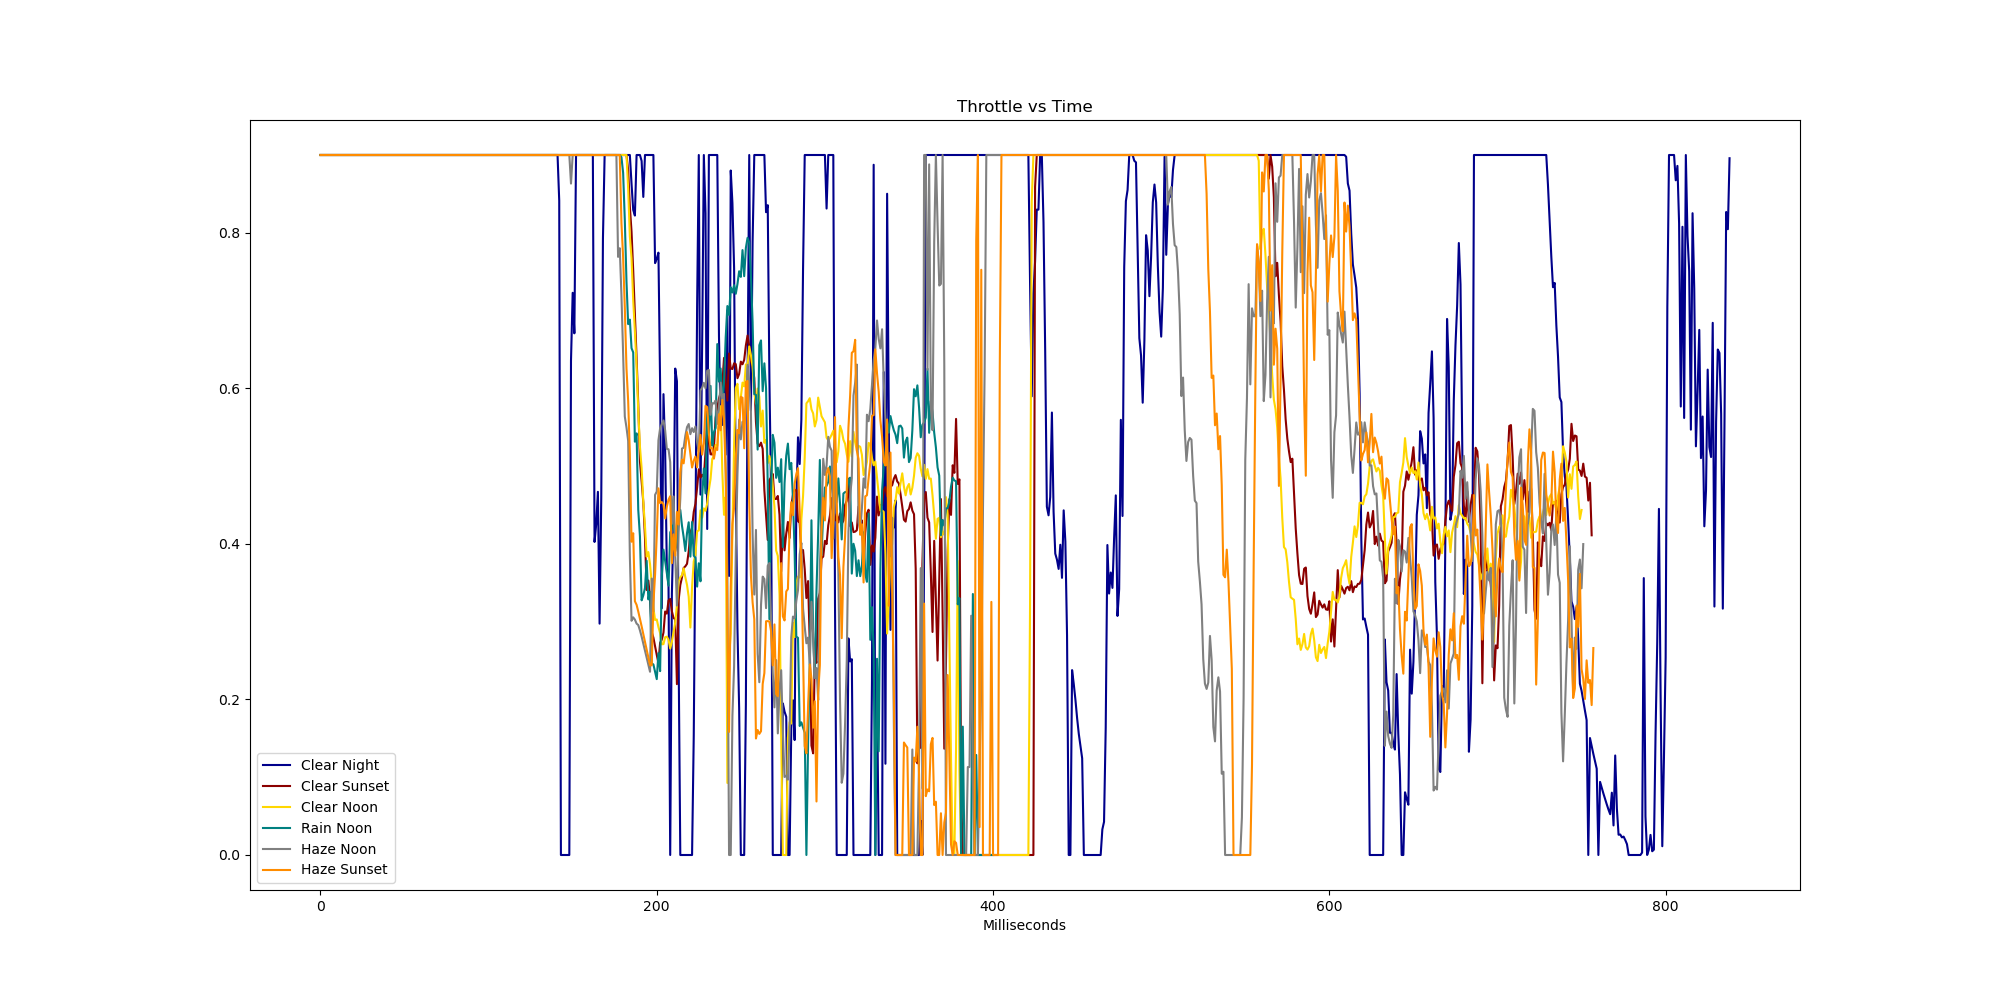 Throttle vs Time
0.8
0.6
0.4
0.2
0.0
Clear Night
Clear Sunset
Clear Noon
Rain Noon
Haze Noon
Haze Sunset
0 200 400 600 800
Milliseconds